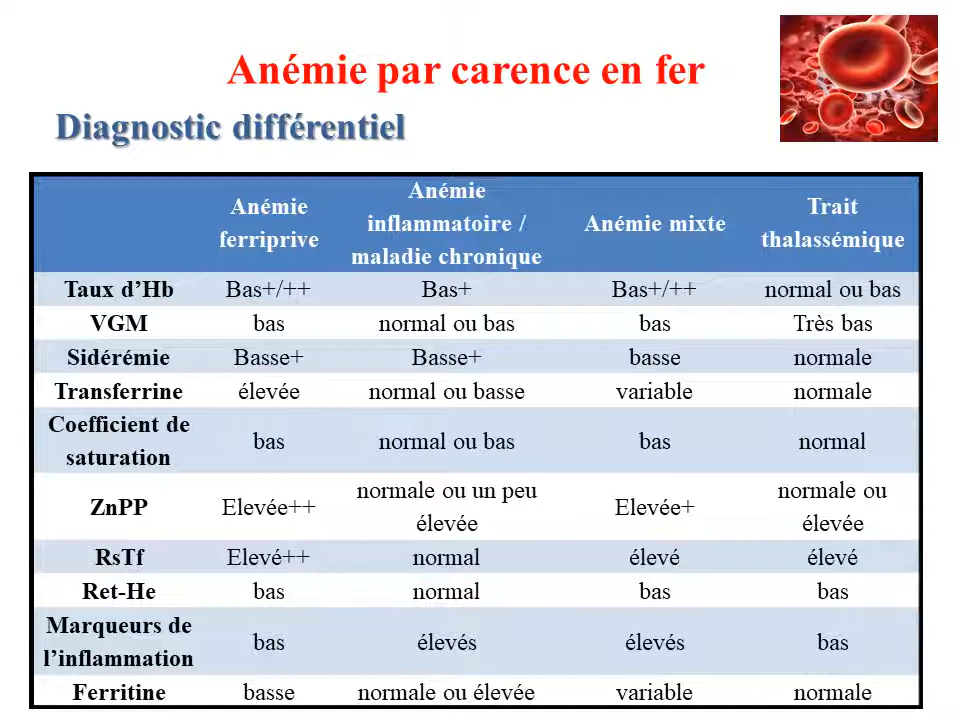 Anémie par carence en fer
Diagnostic différentiel
Anémie ferriprive
Anémie inflammatoire / maladie chronique
Anémie mixte
Trait thalassémique
Taux d’Hb Bas+/++ Bas+ Bas+/++ normal ou bas
VGM bas normal ou bas bas Très bas
Sidérémie Basse+ Basse+ basse normale
Transferrine élevée normal ou basse variable normale
Coefficient de saturation bas normal ou bas bas normal
ZnPP Elevée++ normale ou un peu élevée Elevée+ normale ou élevée
RsTf Elevé++ normal élevé élevé
Ret-He bas normal bas bas
Marqueurs de l’inflammation bas élevés élevés bas
Ferritine basse normale ou élevée variable normale